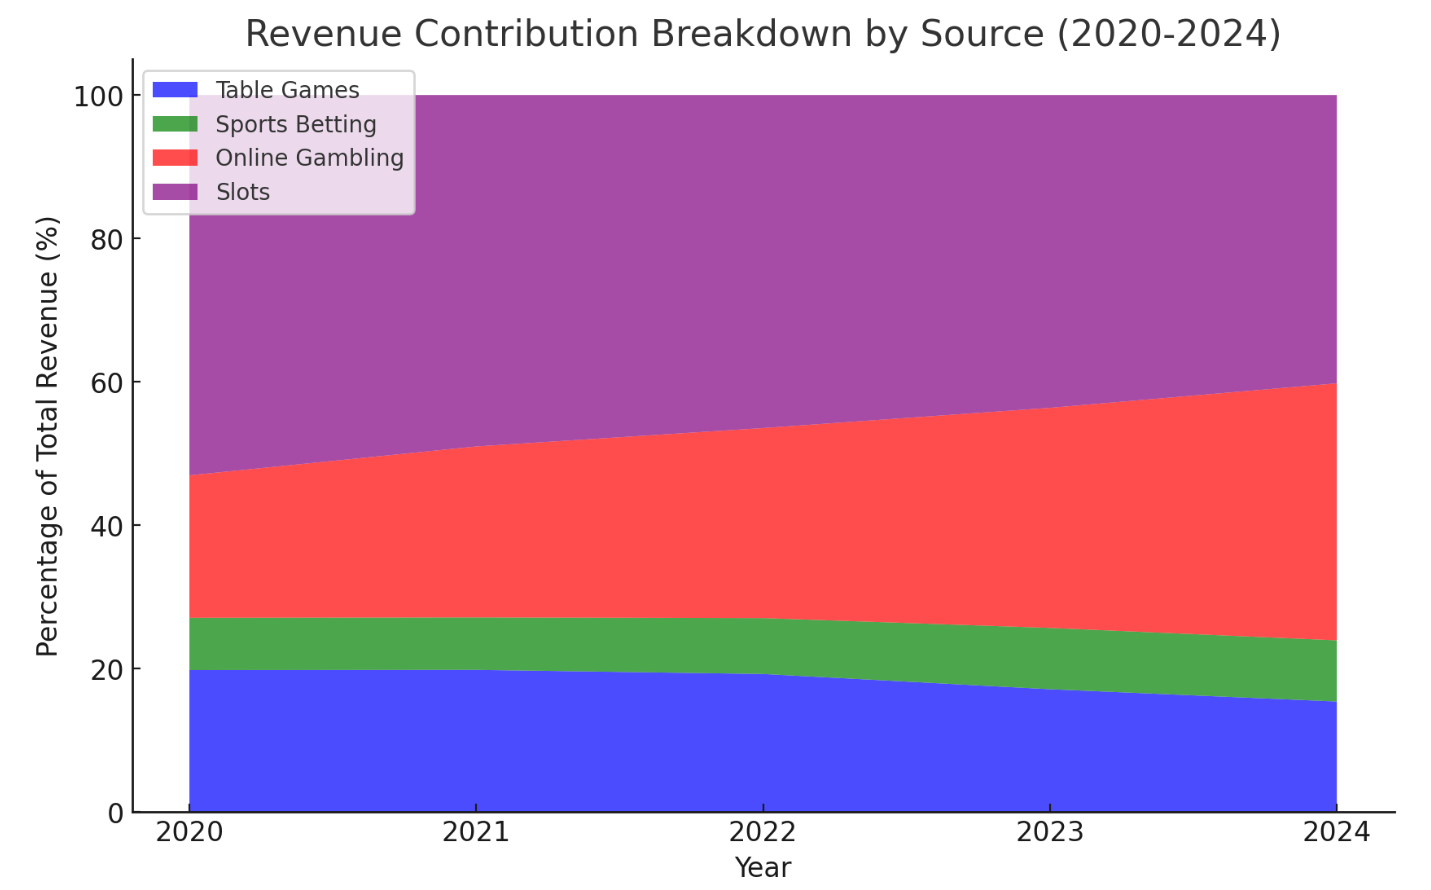 Revenue Contribution Breakdown by Source (2020-2024)
Table Games
Sports Betting
Online Gambling
Slots
Percentage of Total Revenue (%)
100
80
60
40
20
0
2020 2021 2022 2023 2024
Year